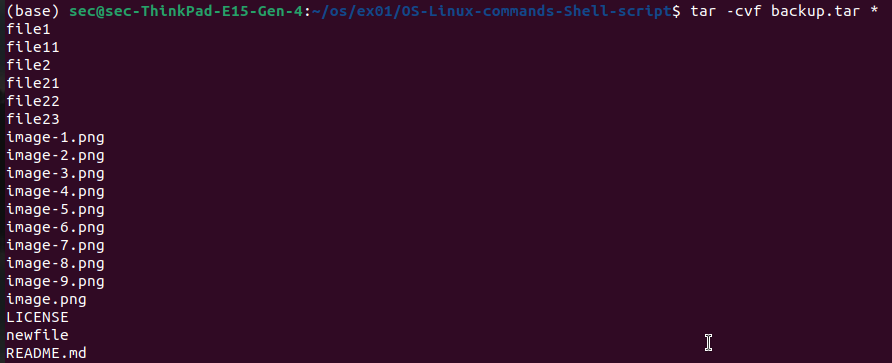 (base) sec@sec-ThinkPad-E15-Gen-4:~/os/ex01/OS-Linux-commands-Shell-script$ tar -cvf backup.tar *
file1
file11
file2
file21
file22
file23
image-1.png
image-2.png
image-3.png
image-4.png
image-5.png
image-6.png
image-7.png
image-8.png
image-9.png
image.png
LICENSE
newfile
README.md